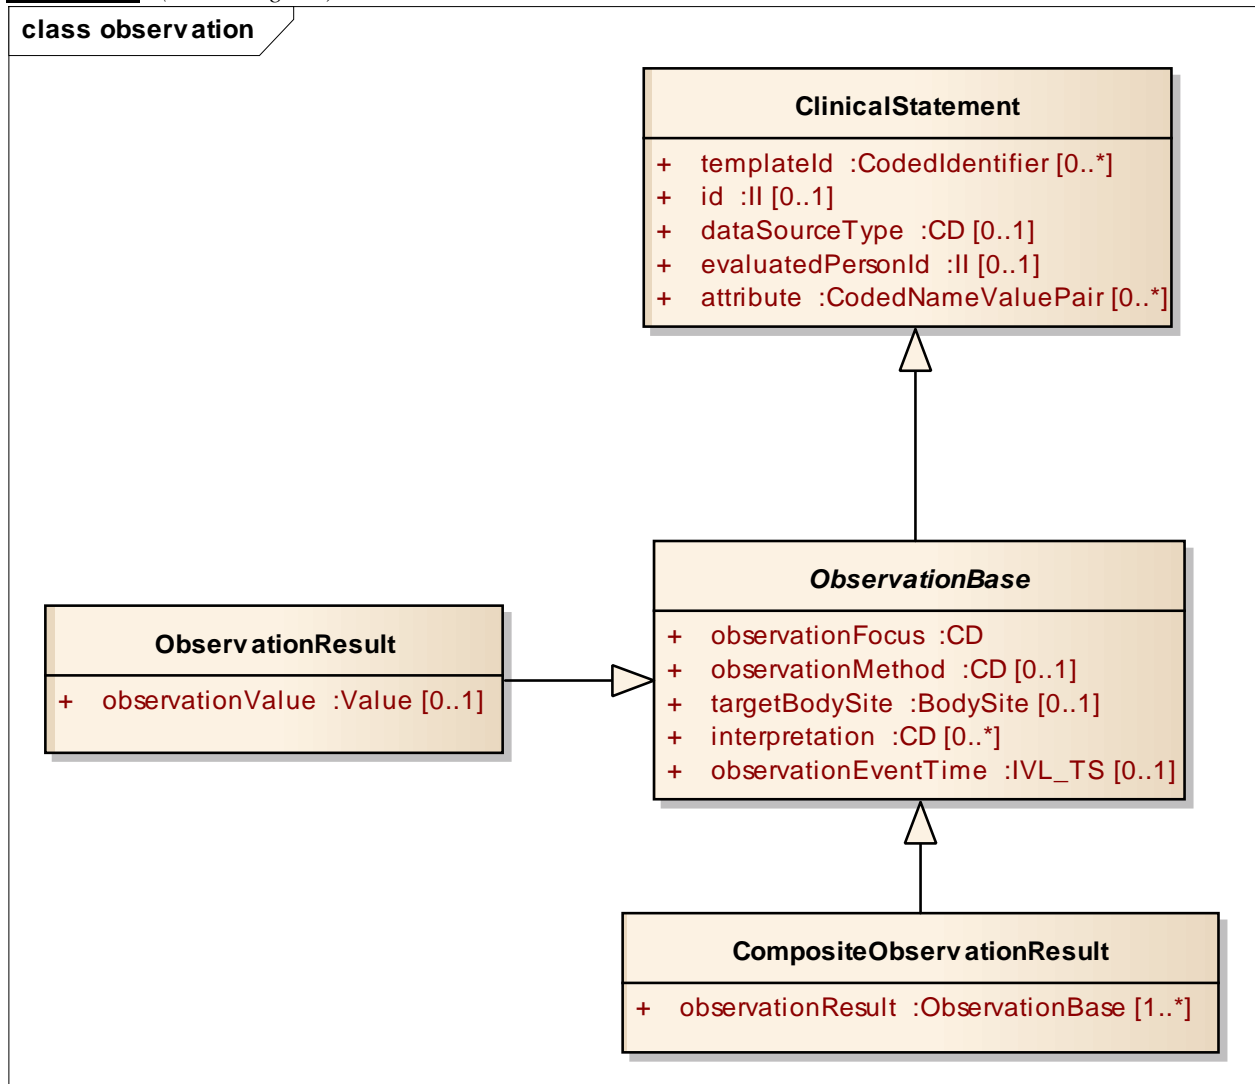 class observation
ClinicalStatement
+ templateId :CodedIdentifier [0..*]
+ id :II [0..1]
+ dataSourceType :CD [0..1]
+ evaluatedPersonId :II [0..1]
+ attribute :CodedNameValuePair [0..*]
ObservationBase
+ observationFocus :CD
+ observationMethod :CD [0..1]
+ targetBodySite :BodySite [0..1]
+ interpretation :CD [0..*]
+ observationEventTime :IVL_TS [0..1]
ObservationResult
+ observationValue :Value [0..1]
CompositeObservationResult
+ observationResult :ObservationBase [1..*]